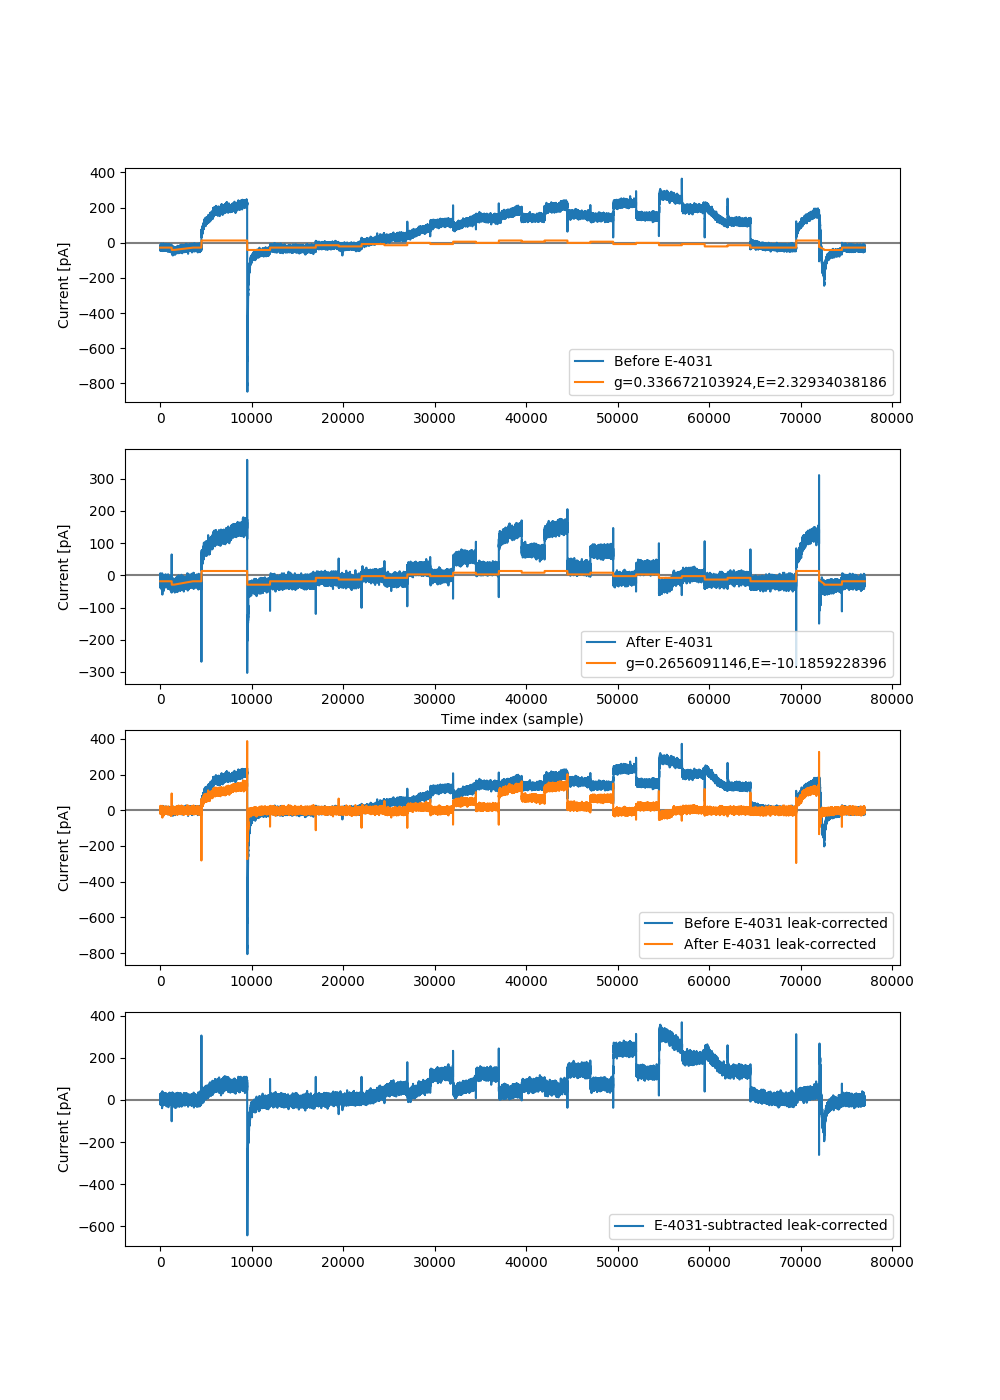 400
200
0
−200
−400
−600
−800
Current [pA]
Before E-4031
g=0.336672103924,E=2.32934038186
0 10000 20000 30000 40000 50000 60000 70000 80000
300
200
100
0
−100
−200
−300
Current [pA]
After E-4031
g=0.2656091146,E=-10.1859228396
0 10000 20000 30000 40000 50000 60000 70000 80000
Time index (sample)
400
200
0
−200
−400
−600
−800
Current [pA]
Before E-4031 leak-corrected
After E-4031 leak-corrected
0 10000 20000 30000 40000 50000 60000 70000 80000
400
200
0
−200
−400
−600
Current [pA]
E-4031-subtracted leak-corrected
0 10000 20000 30000 40000 50000 60000 70000 80000